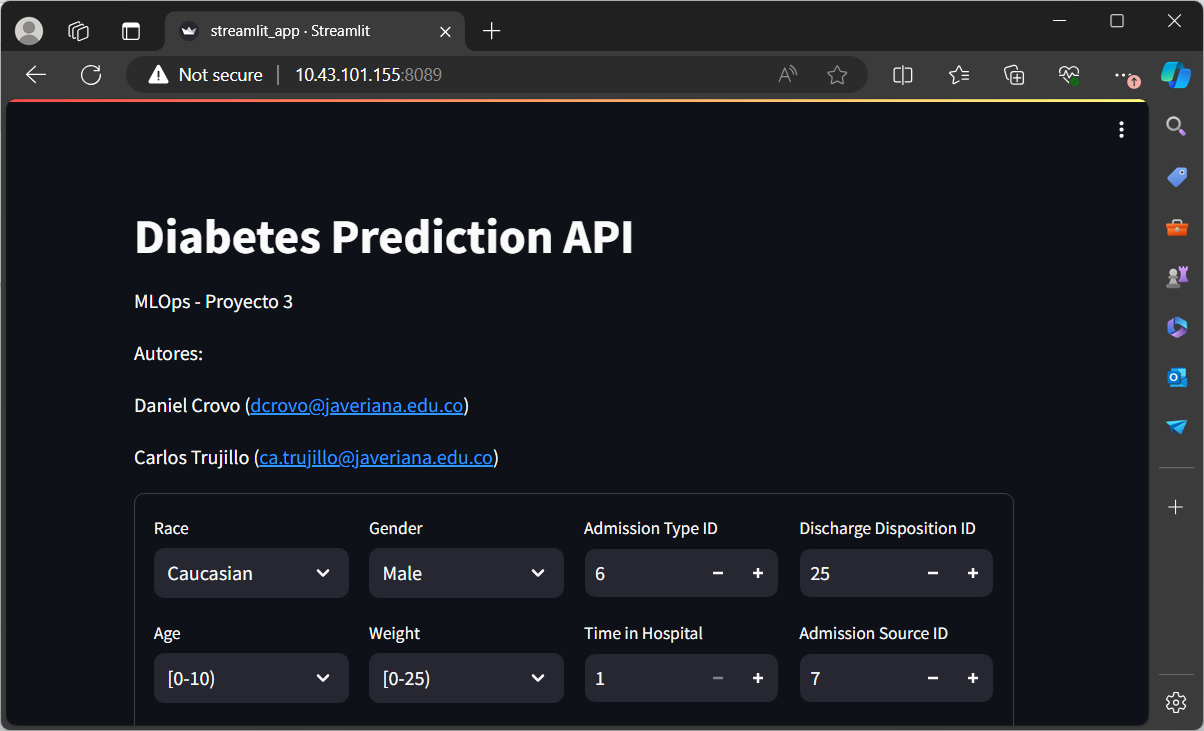 streamlit_app · Streamlit
Not secure
10.43.101.155:8089
Diabetes Prediction API
MLOps - Proyecto 3
Autores:
Daniel Crovo (dcrovo@javeriana.edu.co)
Carlos Trujillo (ca.trujillo@javeriana.edu.co)
Race Gender Admission Type ID Discharge Disposition ID
Caucasian Male 6 25
Age Weight Time in Hospital Admission Source ID
[0-10) [0-25) 1 7